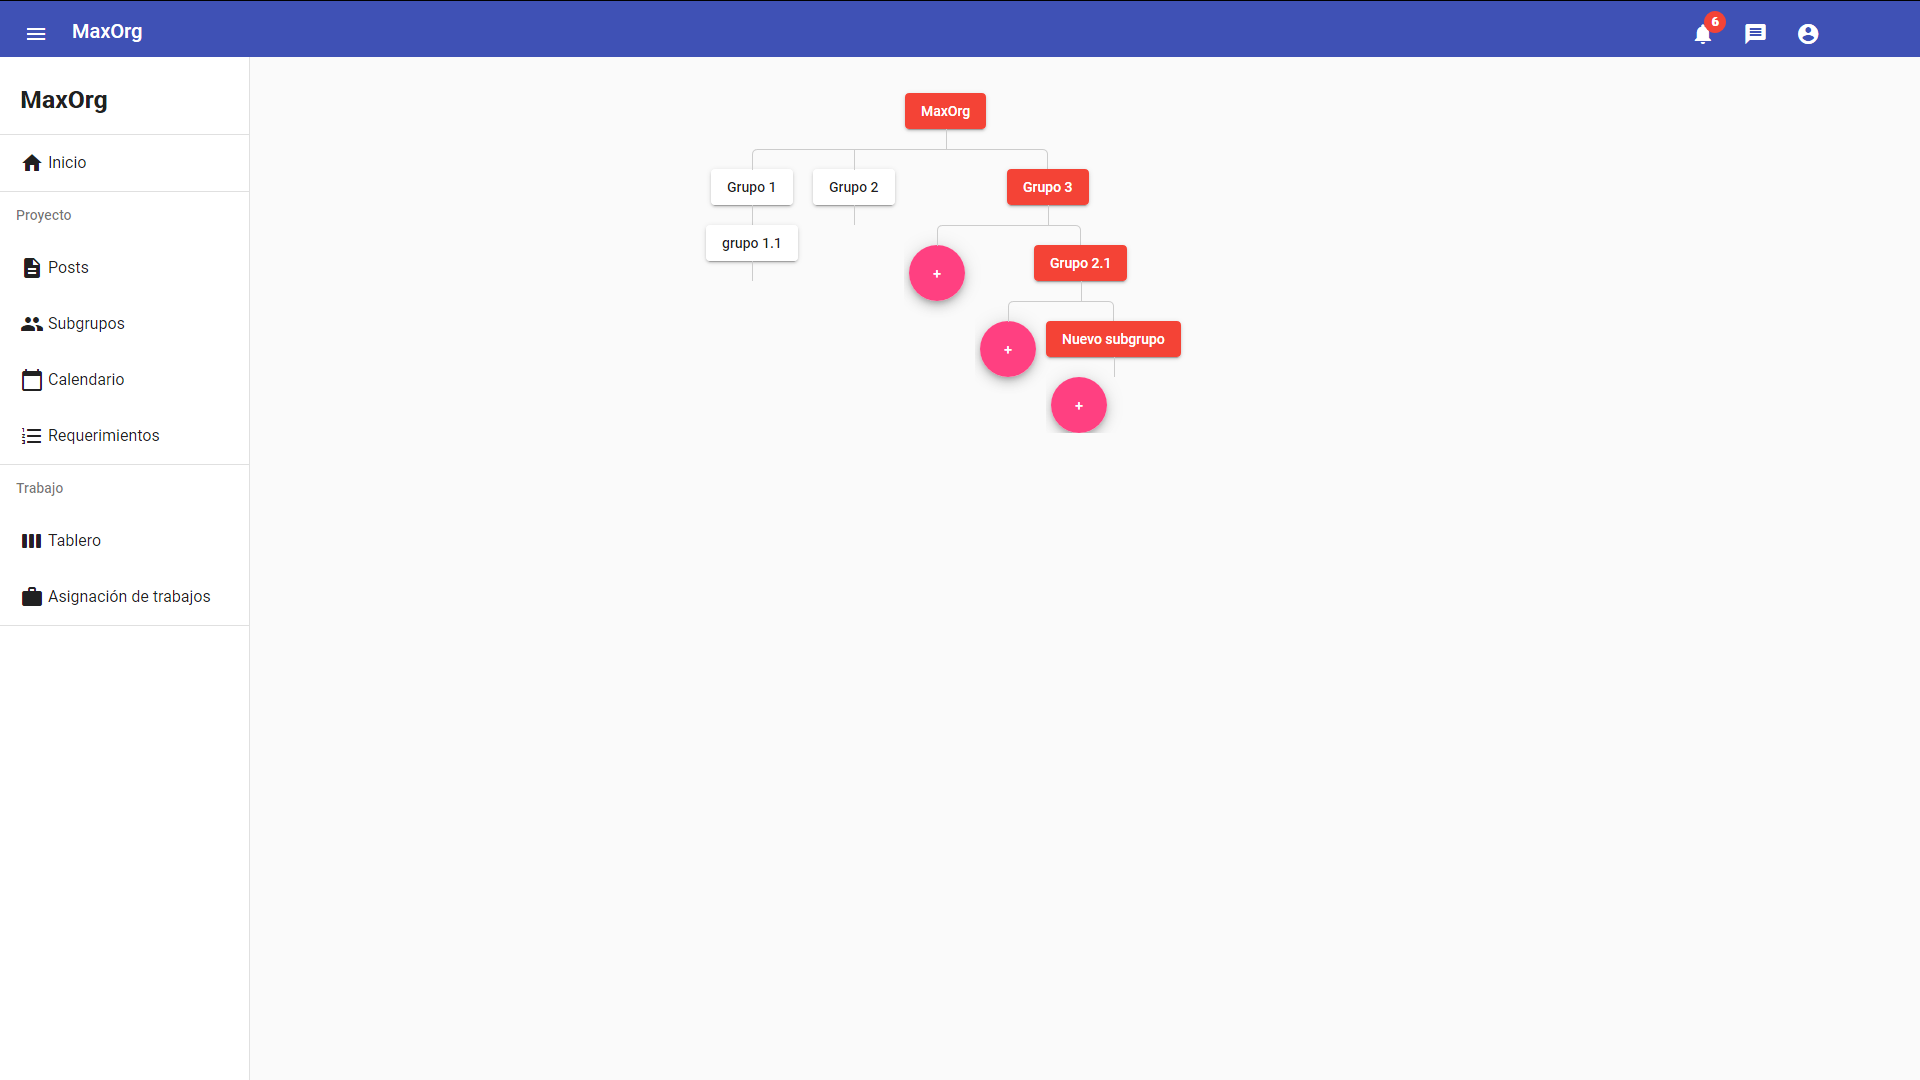 MaxOrg
6
MaxOrg
Inicio
Proyecto
Posts
Subgrupos
Calendario
Requerimientos
Trabajo
Tablero
Asignación de trabajos
MaxOrg
Grupo 1
Grupo 2
Grupo 3
grupo 1.1
+
Grupo 2.1
+
Nuevo subgrupo
+